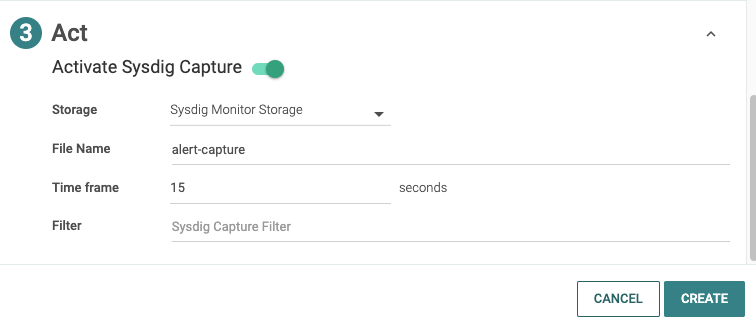 3 Act
Activate Sysdig Capture
Storage Sysdig Monitor Storage
File Name alert-capture
Time frame 15 seconds
Filter Sysdig Capture Filter
CANCEL CREATE